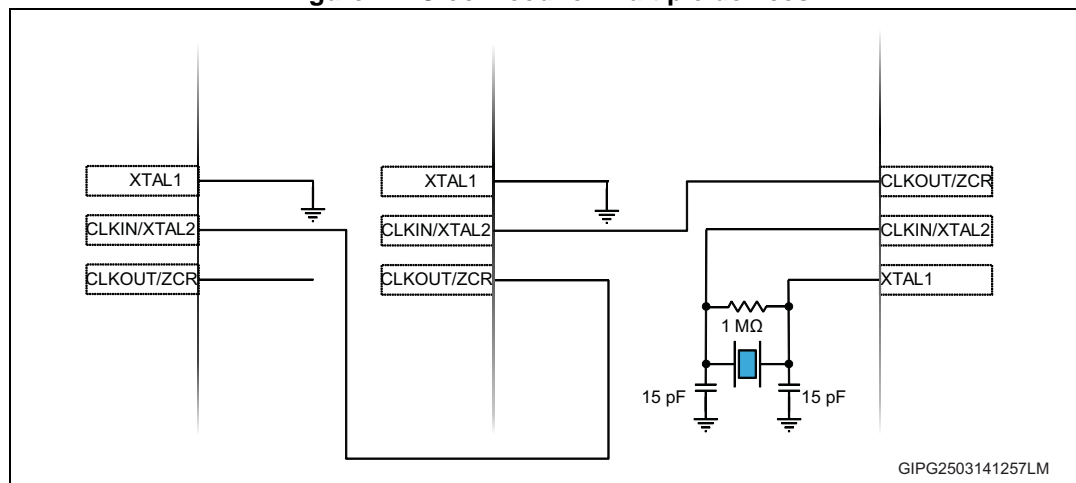 XTAL1
CLKIN/XTAL2
CLKOUT/ZCR
XTAL1
CLKIN/XTAL2
CLKOUT/ZCR
CLKOUT/ZCR
CLKIN/XTAL2
XTAL1
1 MΩ
15 pF
15 pF
GIPG2503141257LM